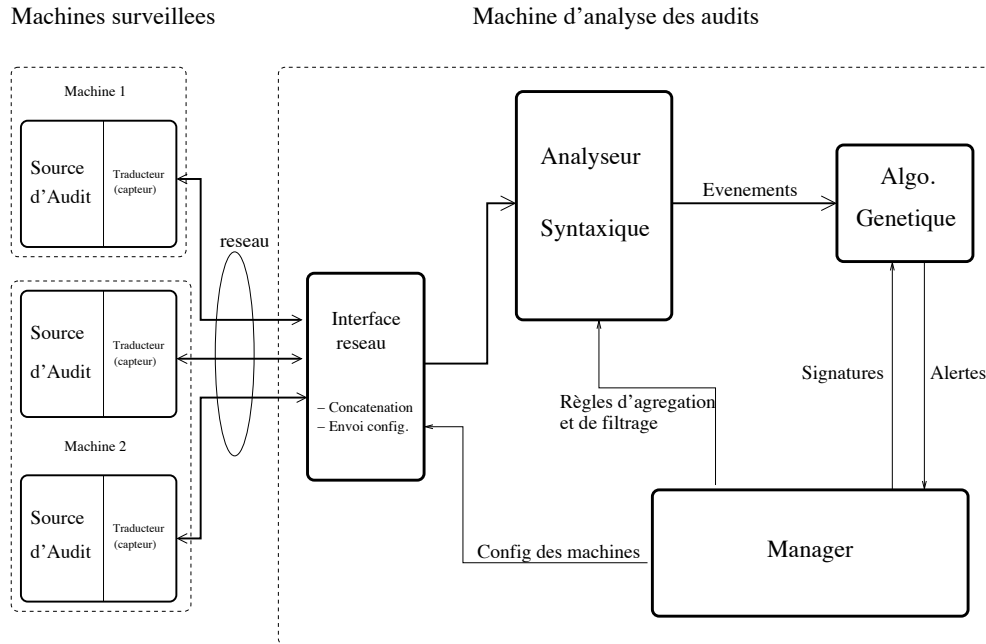 Machines surveillees
Machine d'analyse des audits
Machine 1
Source
d'Audit
Traducteur
(capteur)
reseau
Source
d'Audit
Traducteur
(capteur)
Machine 2
Source
d'Audit
Traducteur
(capteur)
Interface
reseau
– Concatenation
– Envoi config.
Analyseur
Syntaxique
Evenements
Algo.
Genetique
Règles d'agregation
et de filtrage
Signatures
Alertes
Config des machines
Manager